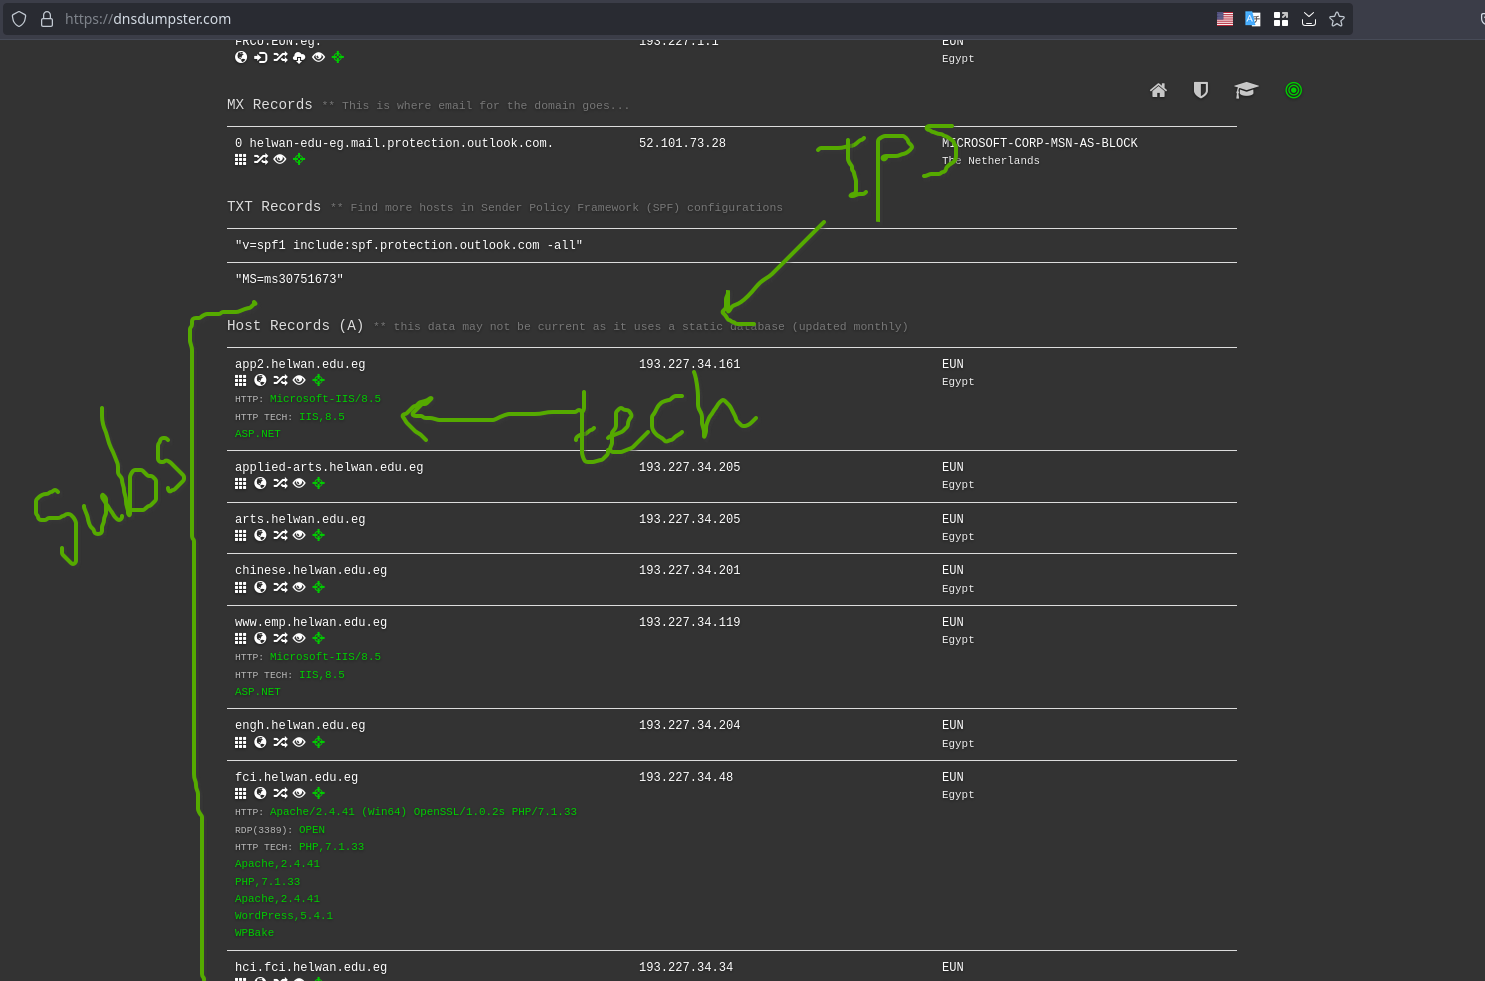 https://dnsdumpster.com
FRCU.EUN.eg. 193.227.1.1 EUN
Egypt
MX Records ** This is where email for the domain goes...
0 helwan-edu-eg.mail.protection.outlook.com. 52.101.73.28 MICROSOFT-CORP-MSN-AS-BLOCK
The Netherlands
IPS
TXT Records ** Find more hosts in Sender Policy Framework (SPF) configurations
"v=spf1 include:spf.protection.outlook.com -all"
"MS=ms30751673"
Host Records (A) ** this data may not be current as it uses a static database (updated monthly)
app2.helwan.edu.eg 193.227.34.161 EUN
Egypt
HTTP: Microsoft-IIS/8.5
HTTP TECH: IIS,8.5
ASP.NET
tech
subs
applied-arts.helwan.edu.eg 193.227.34.205 EUN
Egypt
arts.helwan.edu.eg 193.227.34.205 EUN
Egypt
chinese.helwan.edu.eg 193.227.34.201 EUN
Egypt
www.emp.helwan.edu.eg 193.227.34.119 EUN
Egypt
HTTP: Microsoft-IIS/8.5
HTTP TECH: IIS,8.5
ASP.NET
engh.helwan.edu.eg 193.227.34.204 EUN
Egypt
fci.helwan.edu.eg 193.227.34.48 EUN
Egypt
HTTP: Apache/2.4.41 (Win64) OpenSSL/1.0.2s PHP/7.1.33
RDP(3389): OPEN
HTTP TECH: PHP,7.1.33
Apache,2.4.41
PHP,7.1.33
Apache,2.4.41
WordPress,5.4.1
WPBake
hci.fci.helwan.edu.eg 193.227.34.34 EUN